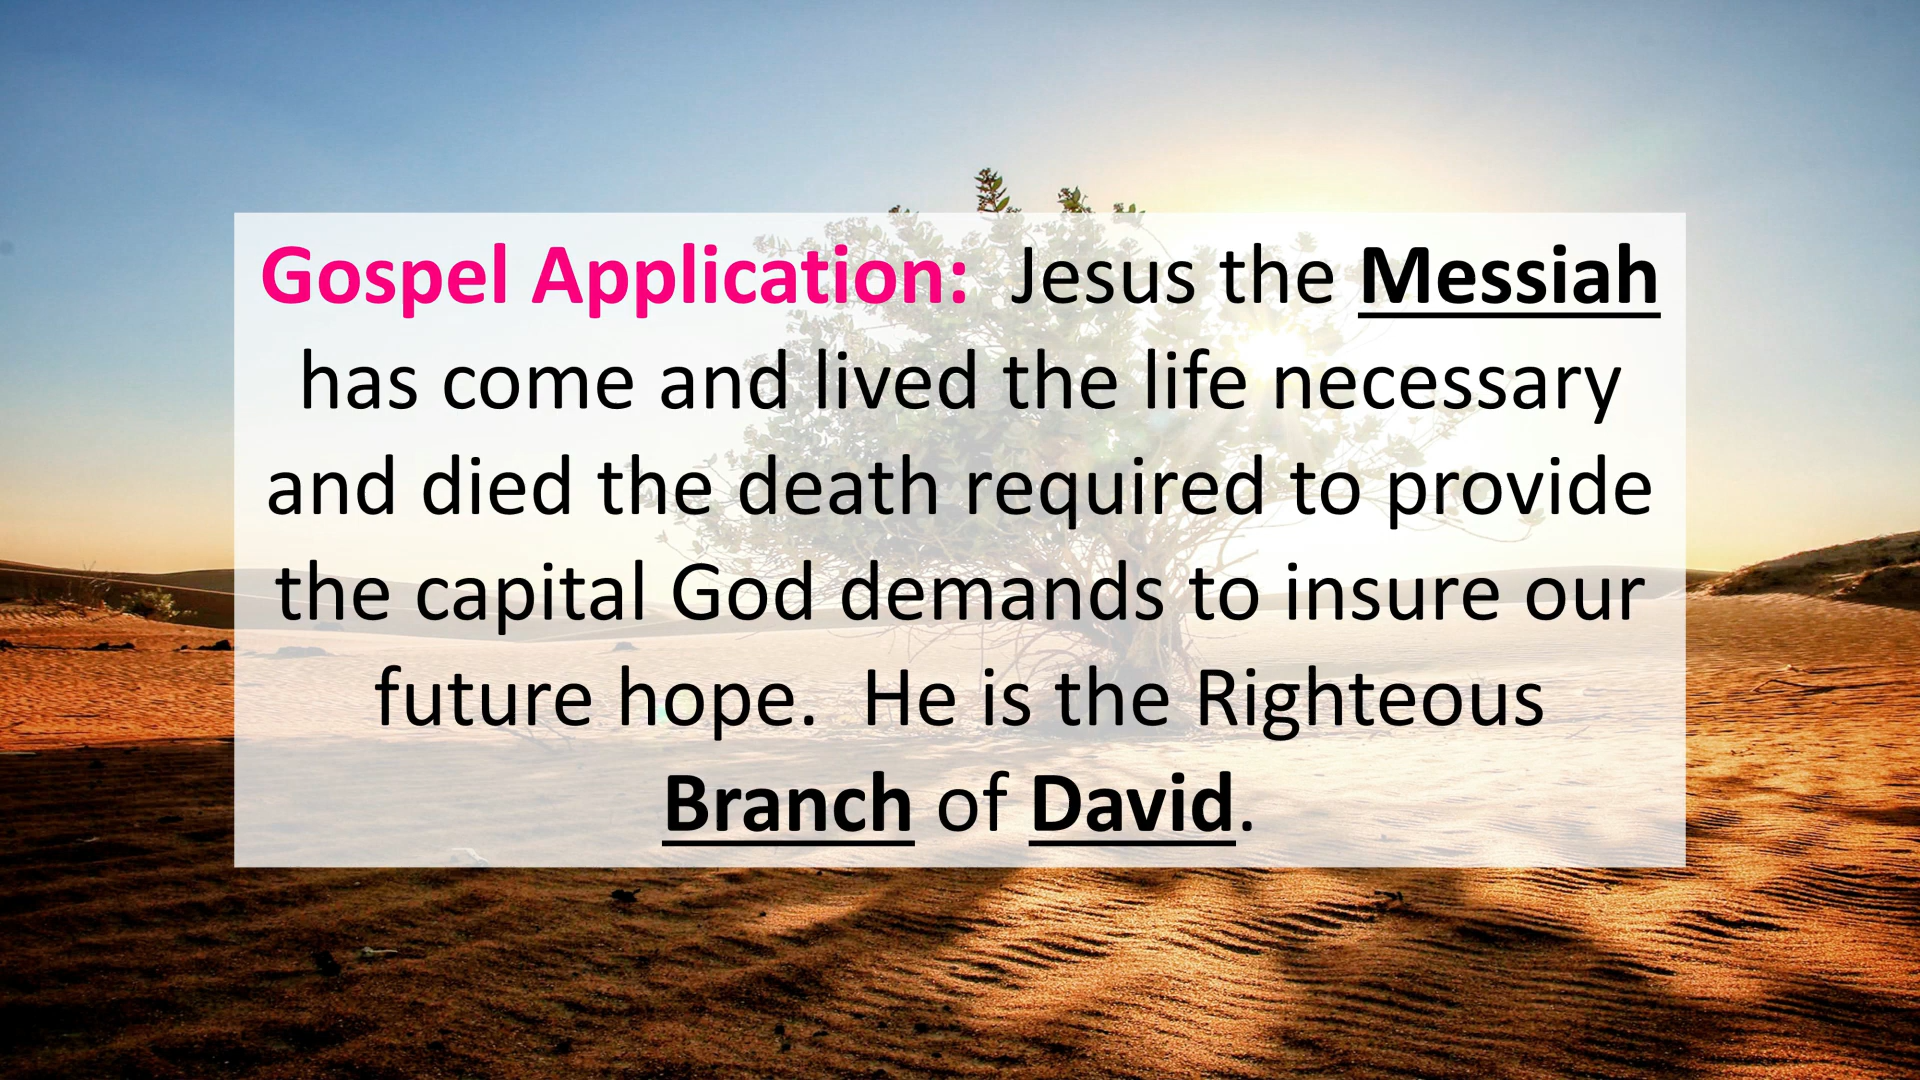 Gospel Application:  Jesus the Messiah
has come and lived the life necessary
and died the death required to provide
the capital God demands to insure our
future hope.  He is the Righteous
Branch of David.